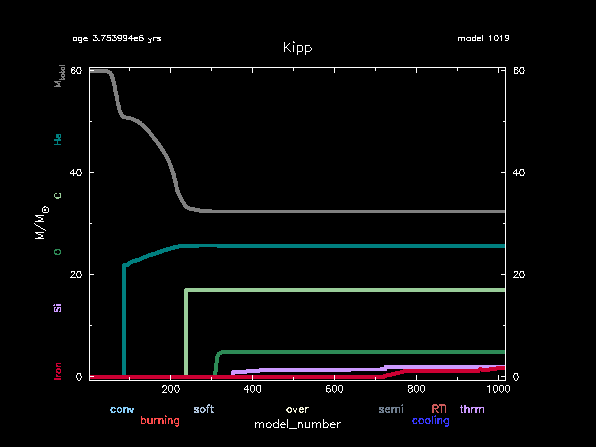 age 3.753994e6 yrs
model 1019
Kipp
M_total
He
C
O
Si
Iron
M/M⊙
60
40
20
0
60
40
20
0
200 400 600 800 1000
conv soft over semi RTI thrm
burning cooling
model_number